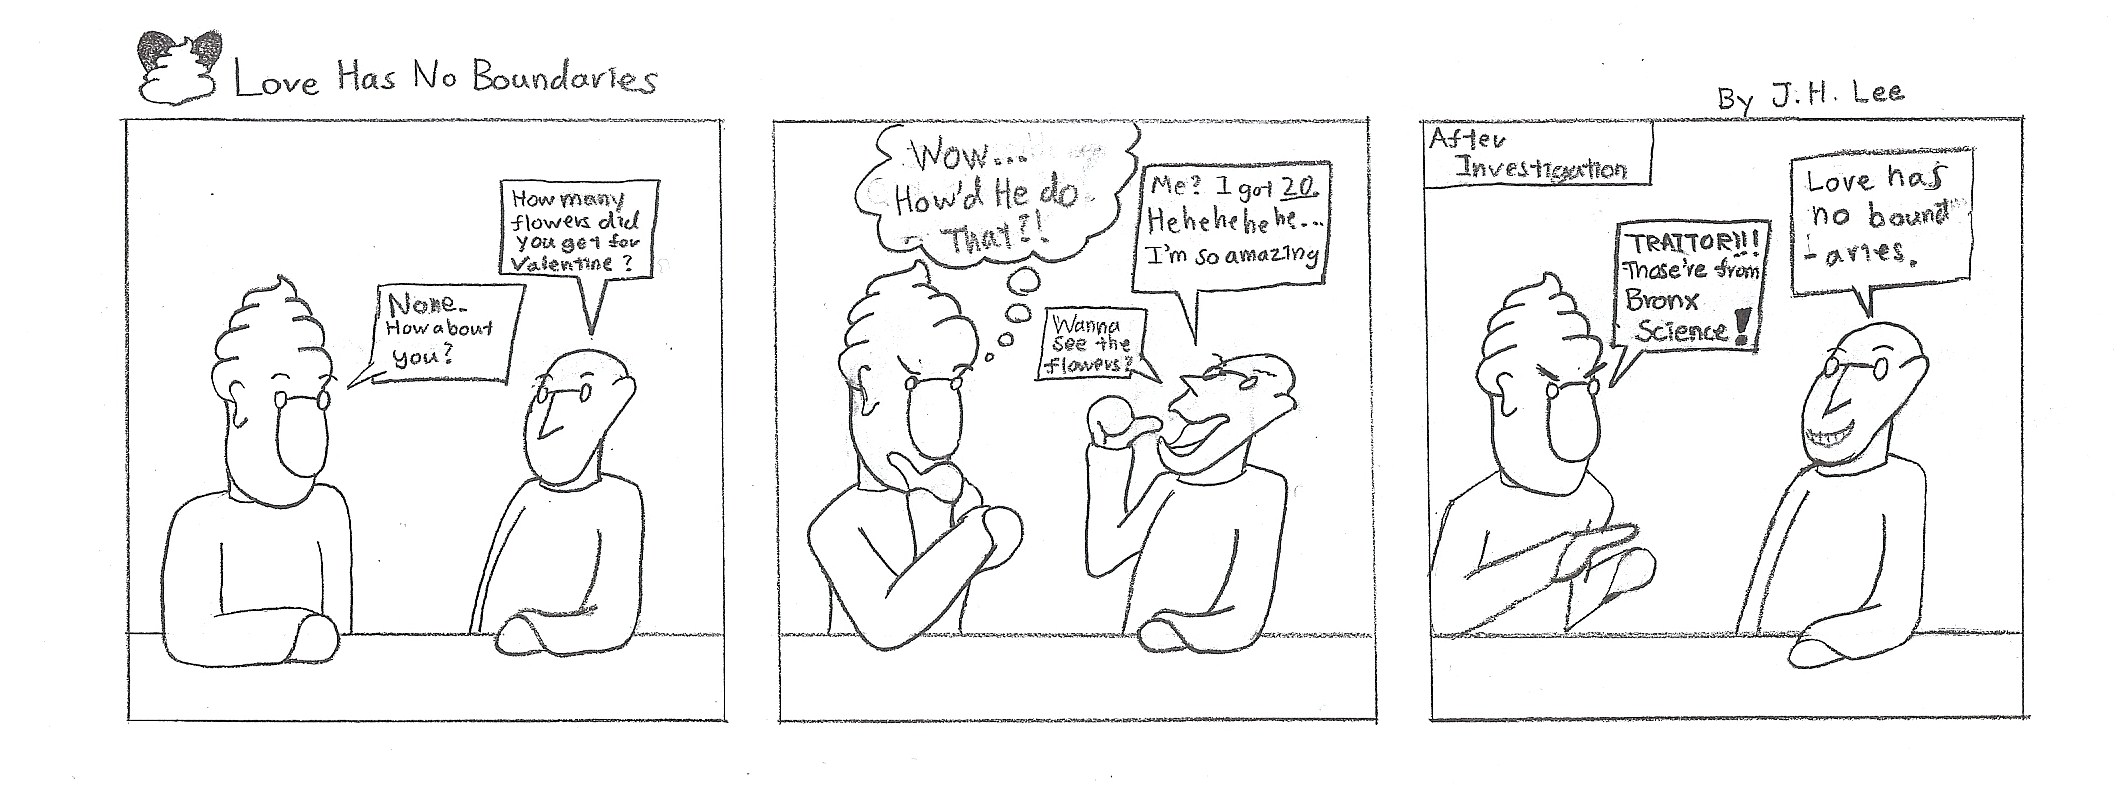 Love Has No Boundaries
By J.H. Lee
How many
flowers did
you get for
Valentine?
None.
How about
you?
Wow...
How'd He do
That?!
Me? I got 20.
Hehehehehe...
I'm so amazing
Wanna
see the
flowers?
After
Investigation
TRAITOR!!!
Those're from
Bronx
Science!
Love has
no bound
-aries.